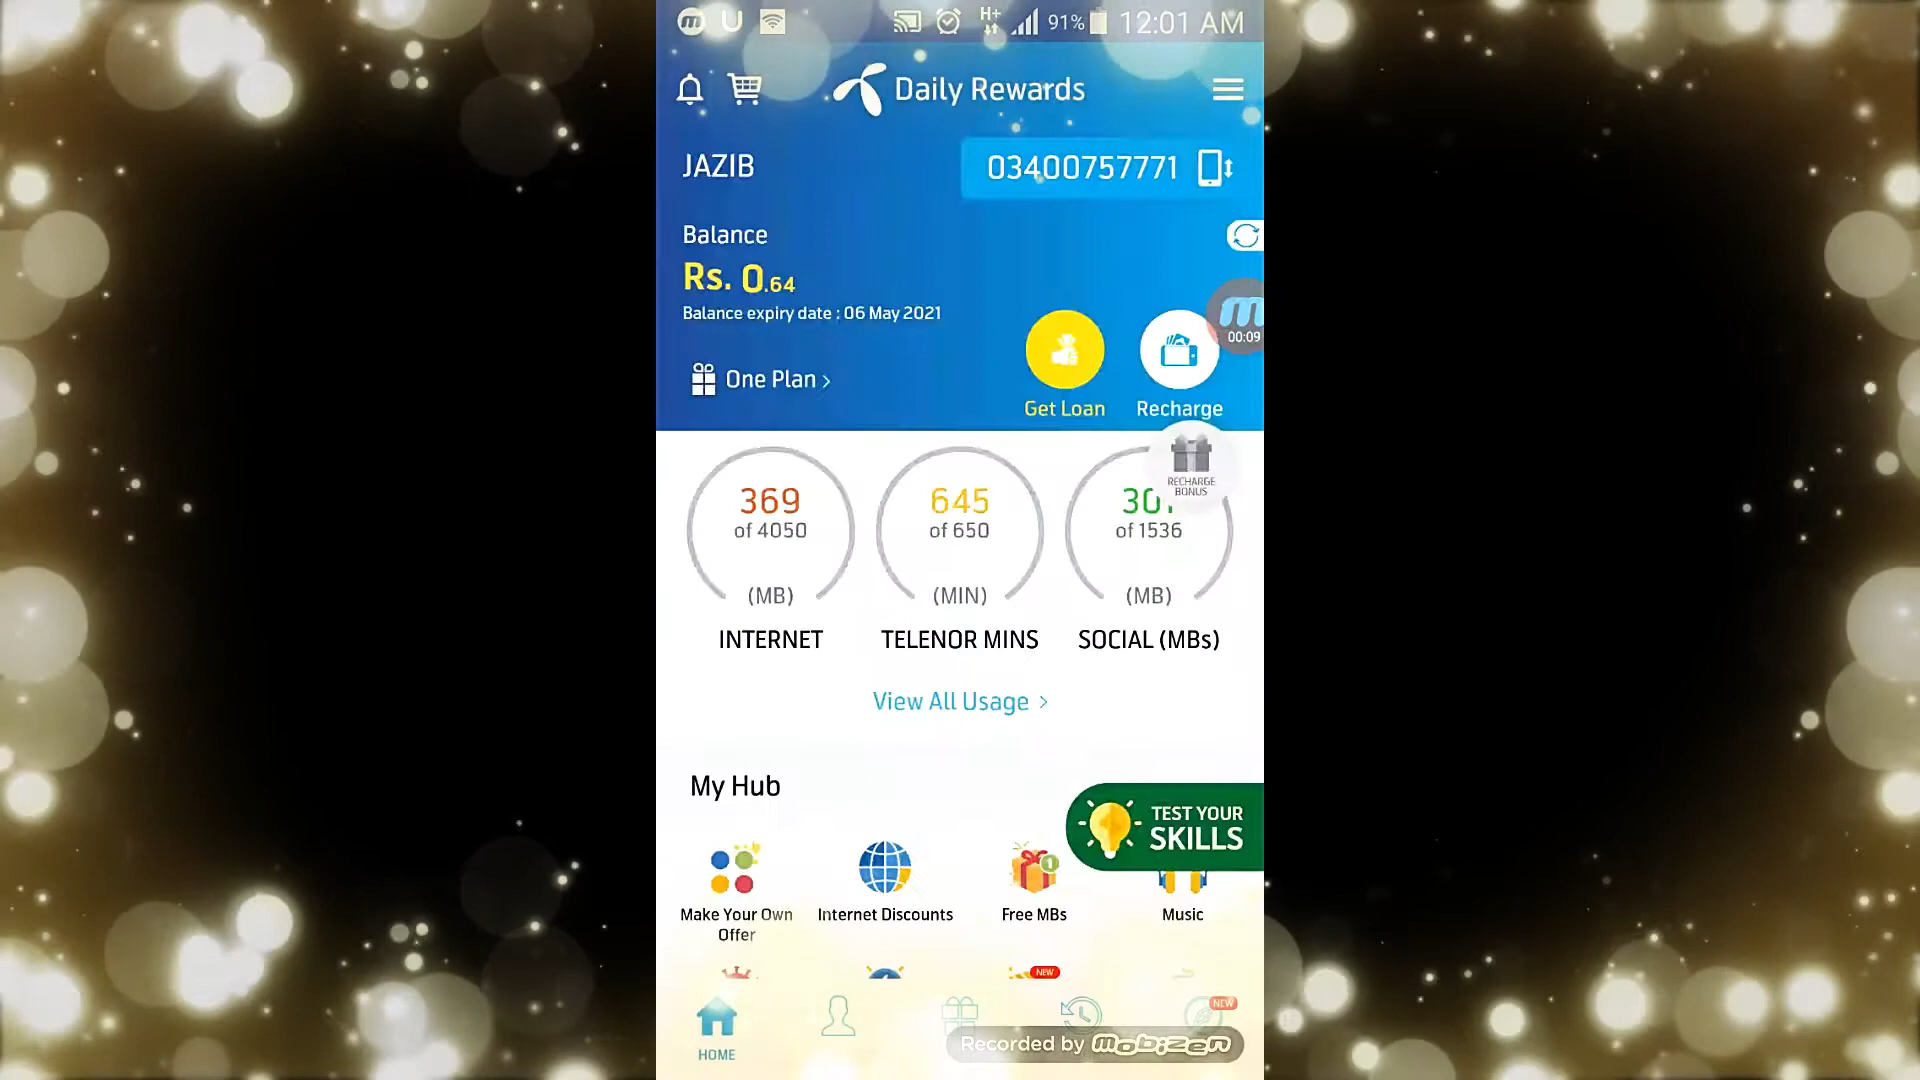 91% 12:01 AM
Daily Rewards
JAZIB
03400757771
Balance
Rs. 0.64
Balance expiry date : 06 May 2021
00:09
One Plan
Get Loan
Recharge
RECHARGE
BONUS
369
of 4050
(MB)
INTERNET
645
of 650
(MIN)
TELENOR MINS
of 1536
(MB)
SOCIAL (MBs)
View All Usage
My Hub
TEST YOUR
SKILLS
Make Your Own
Offer
Internet Discounts
Free MBs
Music
NEW
NEW
HOME
Recorded by Mobizen